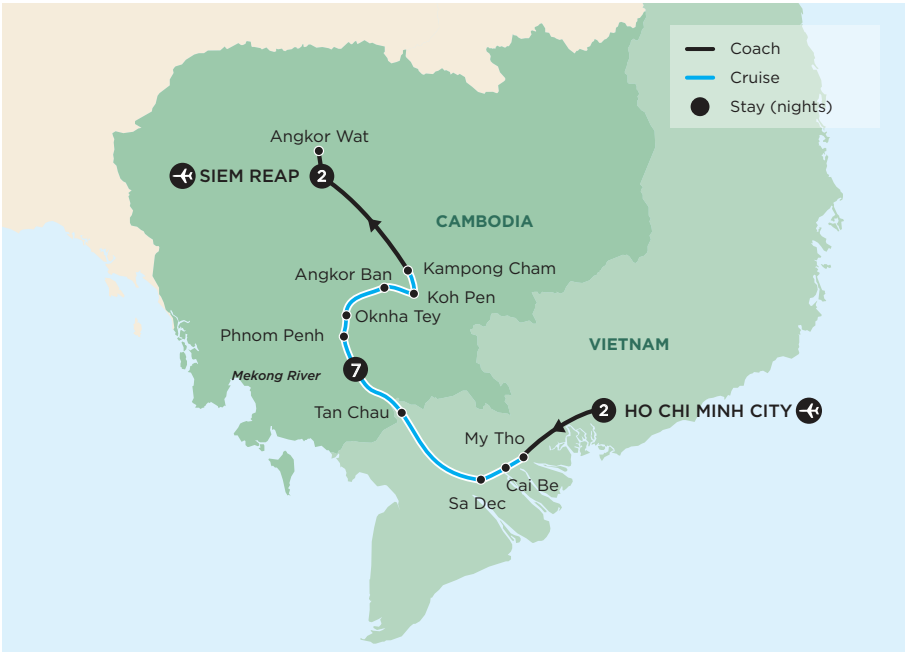 Coach
Cruise
Stay (nights)
Angkor Wat
SIEM REAP 2
CAMBODIA
Kampong Cham
Angkor Ban
Koh Pen
Oknha Tey
Phnom Penh
VIETNAM
7
Mekong River
Tan Chau
2 HO CHI MINH CITY
My Tho
Cai Be
Sa Dec